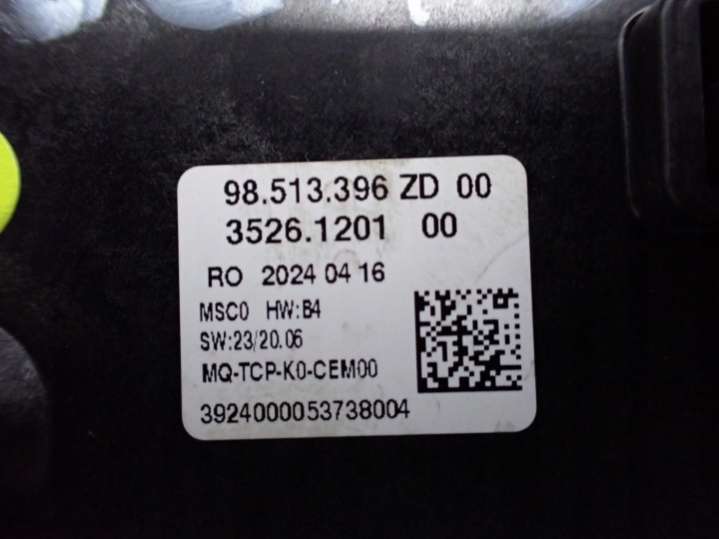 98.513.396 ZD 00
3526.1201 00
RO 2024 04 16
MSC0 HW:B4
SW:23/20.06
MQ-TCP-K0-CEM00
3924000053738004